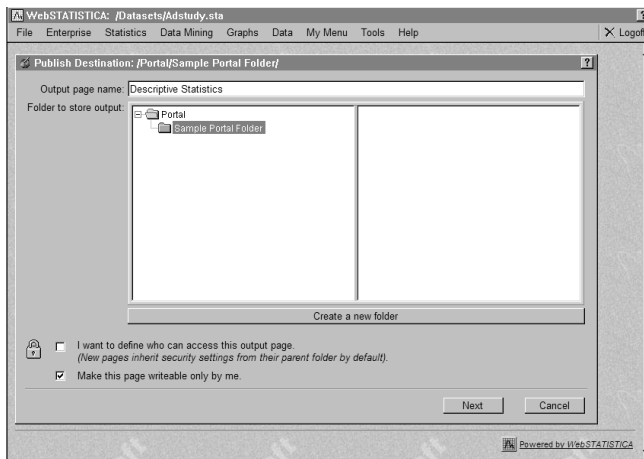 WebSTATISTICA: /Datasets/Adstudy.sta ?
File Enterprise Statistics Data Mining Graphs Data My Menu Tools Help Logoff
Publish Destination: /Portal/Sample Portal Folder/ ?
Output page name: Descriptive Statistics
Folder to store output: Portal
Sample Portal Folder
Create a new folder
I want to define who can access this output page.
(New pages inherit security settings from their parent folder by default).
Make this page writeable only by me.
Next Cancel
Powered by WebSTATISTICA